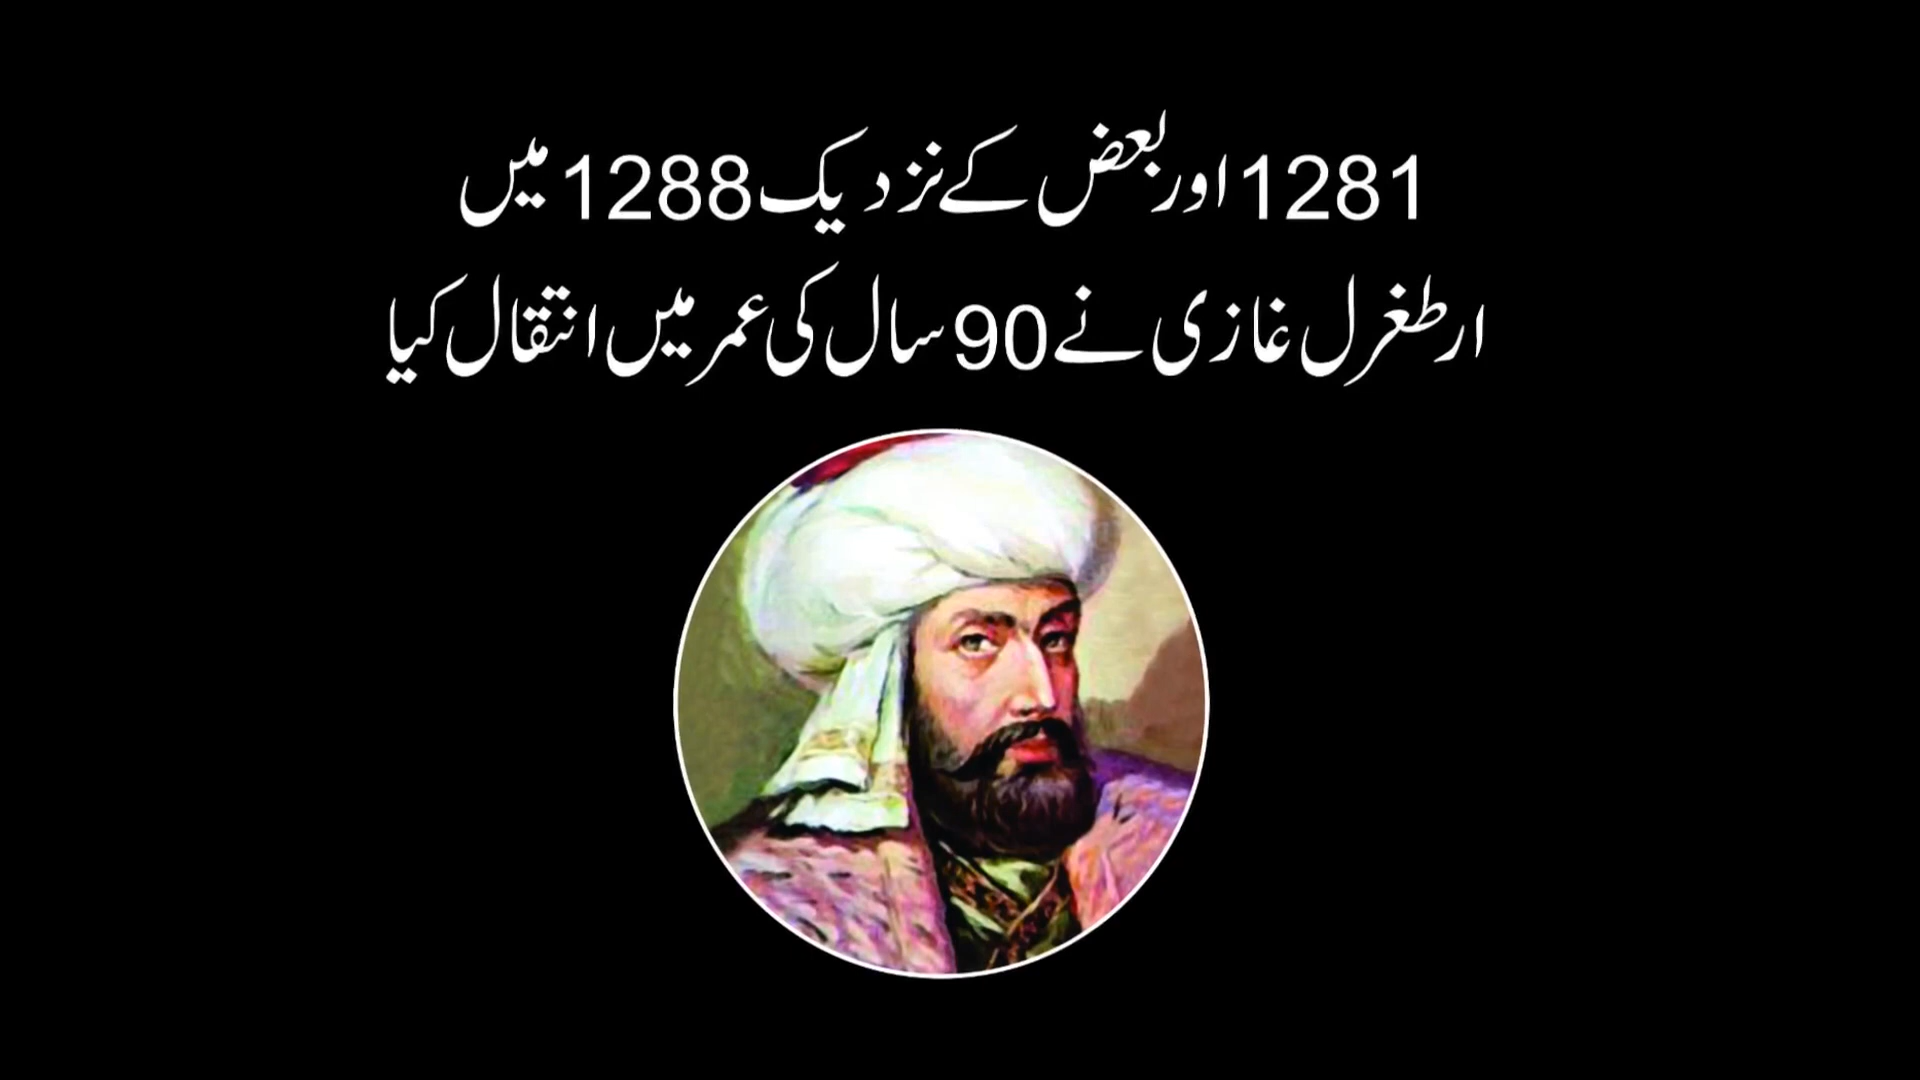 1281 اور بعض کے نزدیک 1288 میں
ارطغرل غازی نے 90 سال کی عمر میں انتقال کیا